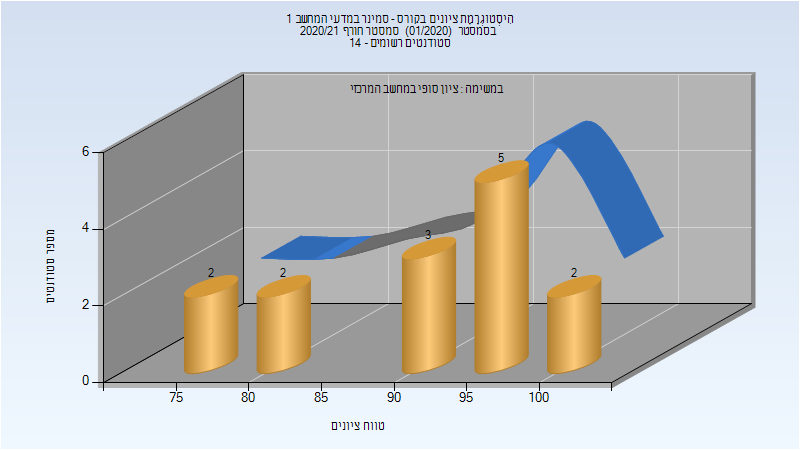 היסטוגרמת ציונים בקורס - סמינר במדעי המחשב 1
בסמסטר (01/2020) סמסטר חורף 2020/21
סטודנטים רשומים - 14
במשימה : ציון סופי במחשב המרכזי
מספר סטודנטים
6
4
2
0
2
2
3
5
2
75
80
85
90
95
100
טווח ציונים